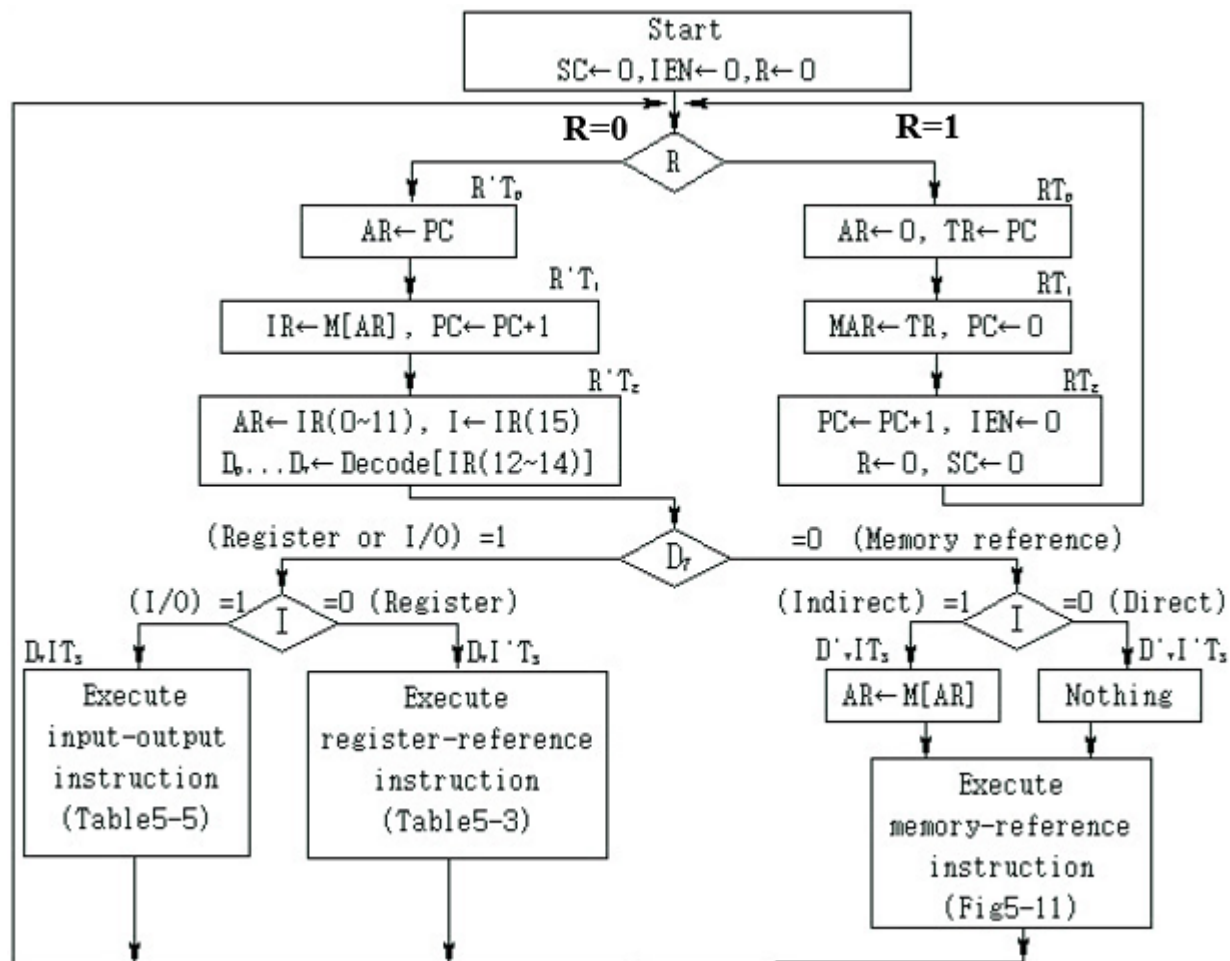 Start
SC←0,IEN←0,R←0
R=0
R=1
R
R'T₀
AR←PC
R'T₁
IR←M[AR], PC←PC+1
R'T₂
AR←IR(0~11), I←IR(15)
D₀...D₇←Decode[IR(12~14)]
RT₀
AR←0, TR←PC
RT₁
MAR←TR, PC←0
RT₂
PC←PC+1, IEN←0
R←0, SC←0
(Register or I/O) =1
D₇
=0 (Memory reference)
(I/O) =1
I
=0 (Register)
(Indirect) =1
I
=0 (Direct)
D₇IT₃
Execute
input-output
instruction
(Table5-5)
D₇I'T₃
Execute
register-reference
instruction
(Table5-3)
D'₇IT₃
AR←M[AR]
D'₇I'T₃
Nothing
Execute
memory-reference
instruction
(Fig5-11)